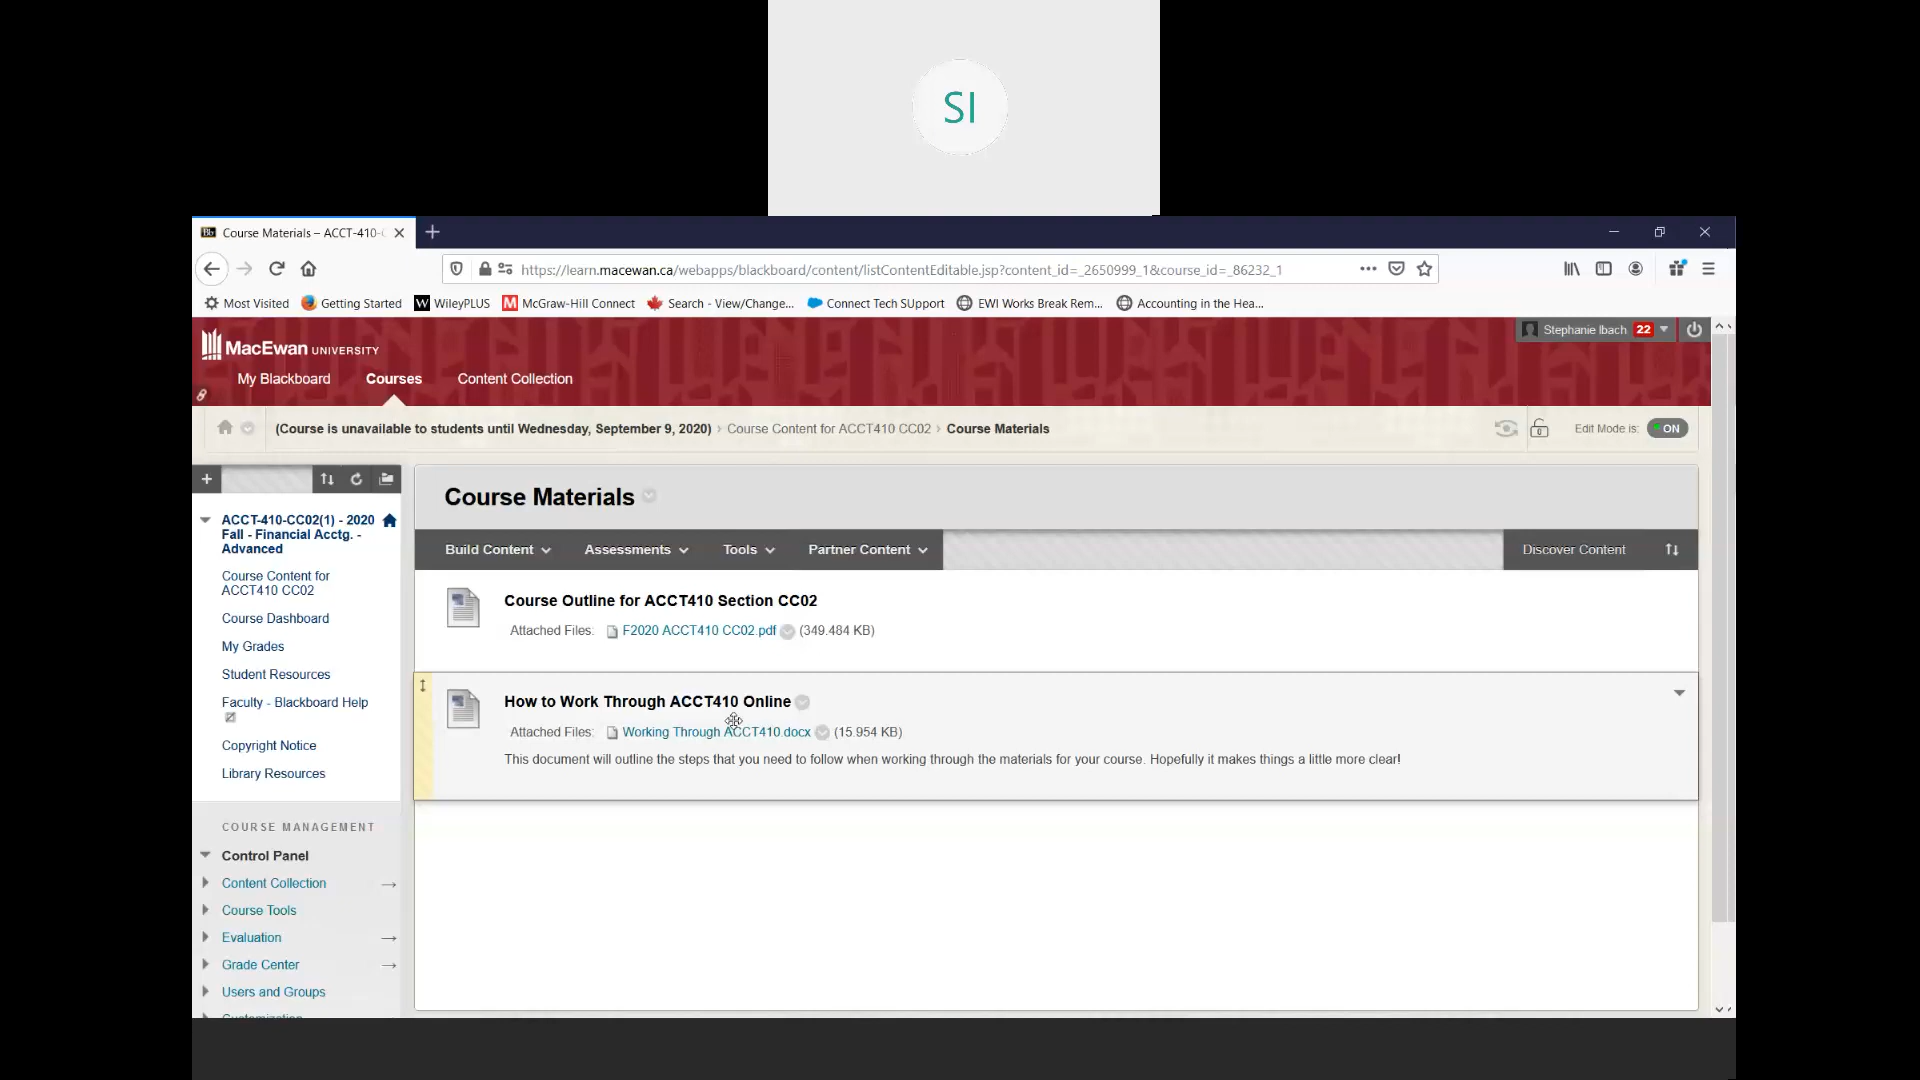 SI
Course Materials – ACCT-410-C
https://learn.macewan.ca/webapps/blackboard/content/listContentEditable.jsp?content_id=_2650999_1&course_id=_86232_1
Most Visited Getting Started WileyPLUS McGraw-Hill Connect Search - View/Change... Connect Tech SUpport EWI Works Break Rem... Accounting in the Hea...
Stephanie Ibach 22
MacEwan UNIVERSITY
My Blackboard Courses Content Collection
(Course is unavailable to students until Wednesday, September 9, 2020) Course Content for ACCT410 CC02 Course Materials Edit Mode is: ON
ACCT-410-CC02(1) - 2020
Fall - Financial Acctg. -
Advanced
Course Content for
ACCT410 CC02
Course Dashboard
My Grades
Student Resources
Faculty - Blackboard Help
Copyright Notice
Library Resources
COURSE MANAGEMENT
Control Panel
Content Collection
Course Tools
Evaluation
Grade Center
Users and Groups
Customization
Course Materials
Build Content Assessments Tools Partner Content Discover Content
Course Outline for ACCT410 Section CC02
Attached Files: F2020 ACCT410 CC02.pdf (349.484 KB)
How to Work Through ACCT410 Online
Attached Files: Working Through ACCT410.docx (15.954 KB)
This document will outline the steps that you need to follow when working through the materials for your course. Hopefully it makes things a little more clear!